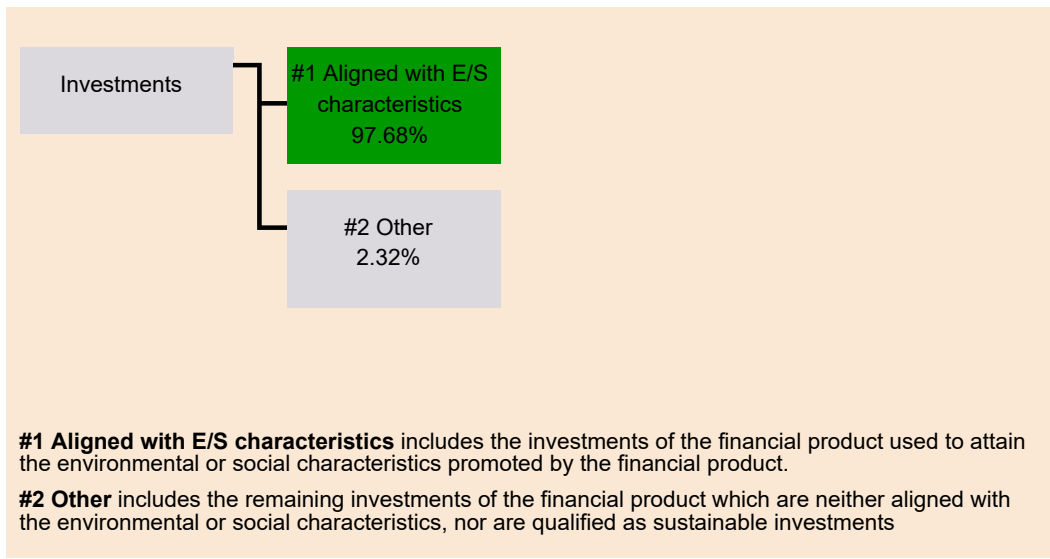 Investments
#1 Aligned with E/S
characteristics
97.68%
#2 Other
2.32%
#1 Aligned with E/S characteristics includes the investments of the financial product used to attain
the environmental or social characteristics promoted by the financial product.
#2 Other includes the remaining investments of the financial product which are neither aligned with
the environmental or social characteristics, nor are qualified as sustainable investments